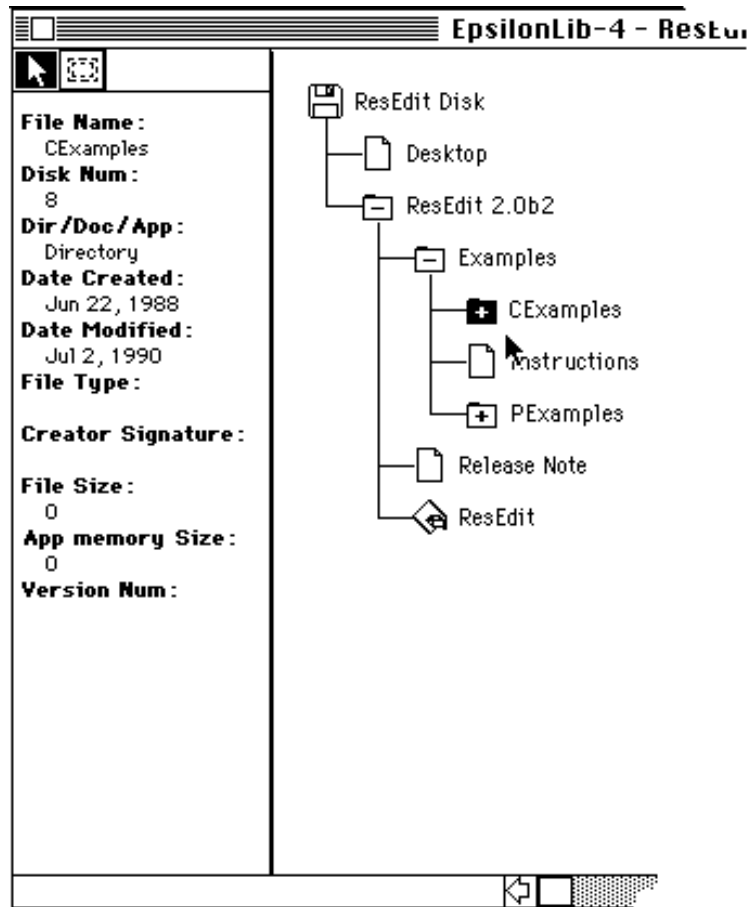 EpsilonLib-4 -
File Name:
CExamples
Disk Num:
8
Dir/Doc/App:
Directory
Date Created:
Jun 22, 1988
Date Modified:
Jul 2, 1990
File Type:
Creator Signature:
File Size:
0
App memory Size:
0
Version Num:
ResEdit Disk
Desktop
ResEdit 2.0b2
Examples
CExamples
Instructions
PExamples
Release Note
ResEdit